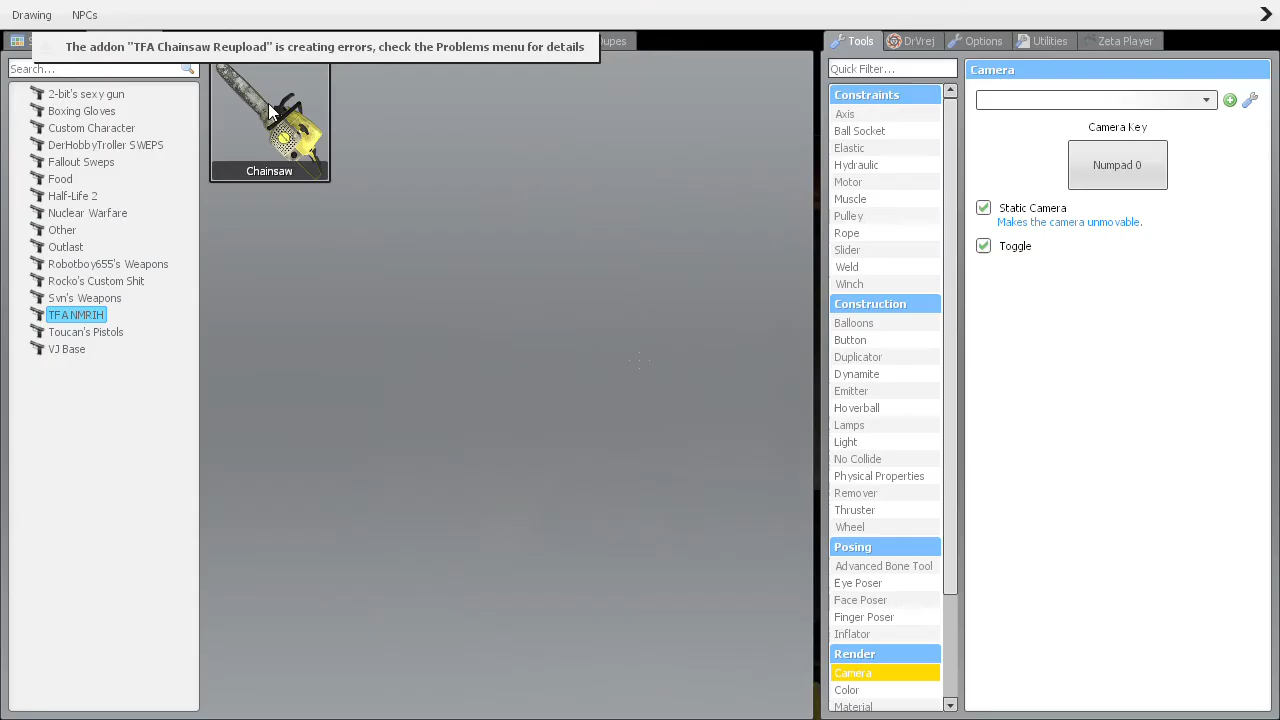 Drawing NPCs
The addon "TFA Chainsaw Reupload" is creating errors, check the Problems menu for details
Dupes
Search...
2-bit's sexy gun
Boxing Gloves
Custom Character
DerHobbyTroller SWEPS
Fallout Sweps
Food
Half-Life 2
Nuclear Warfare
Other
Outlast
Robotboy655's Weapons
Rocko's Custom Shit
Svn's Weapons
TFA NMRIH
Toucan's Pistols
VJ Base
Chainsaw
Tools DrVrej Options Utilities Zeta Player
Quick Filter...
Constraints
Axis
Ball Socket
Elastic
Hydraulic
Motor
Muscle
Pulley
Rope
Slider
Weld
Winch
Construction
Balloons
Button
Duplicator
Dynamite
Emitter
Hoverball
Lamps
Light
No Collide
Physical Properties
Remover
Thruster
Wheel
Posing
Advanced Bone Tool
Eye Poser
Face Poser
Finger Poser
Inflator
Render
Camera
Color
Material
Camera
Camera Key
Numpad 0
Static Camera
Makes the camera unmovable.
Toggle